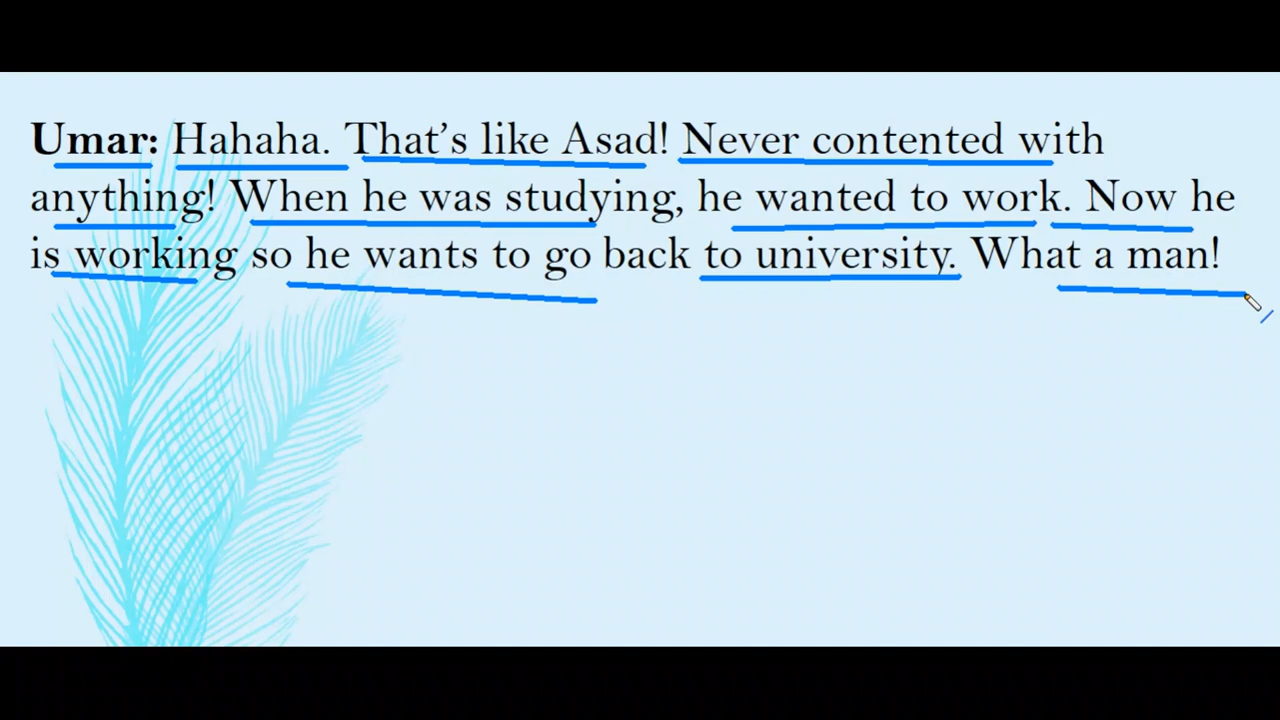 Umar: Hahaha. That's like Asad! Never contented with
anything! When he was studying, he wanted to work. Now he
is working so he wants to go back to university. What a man!